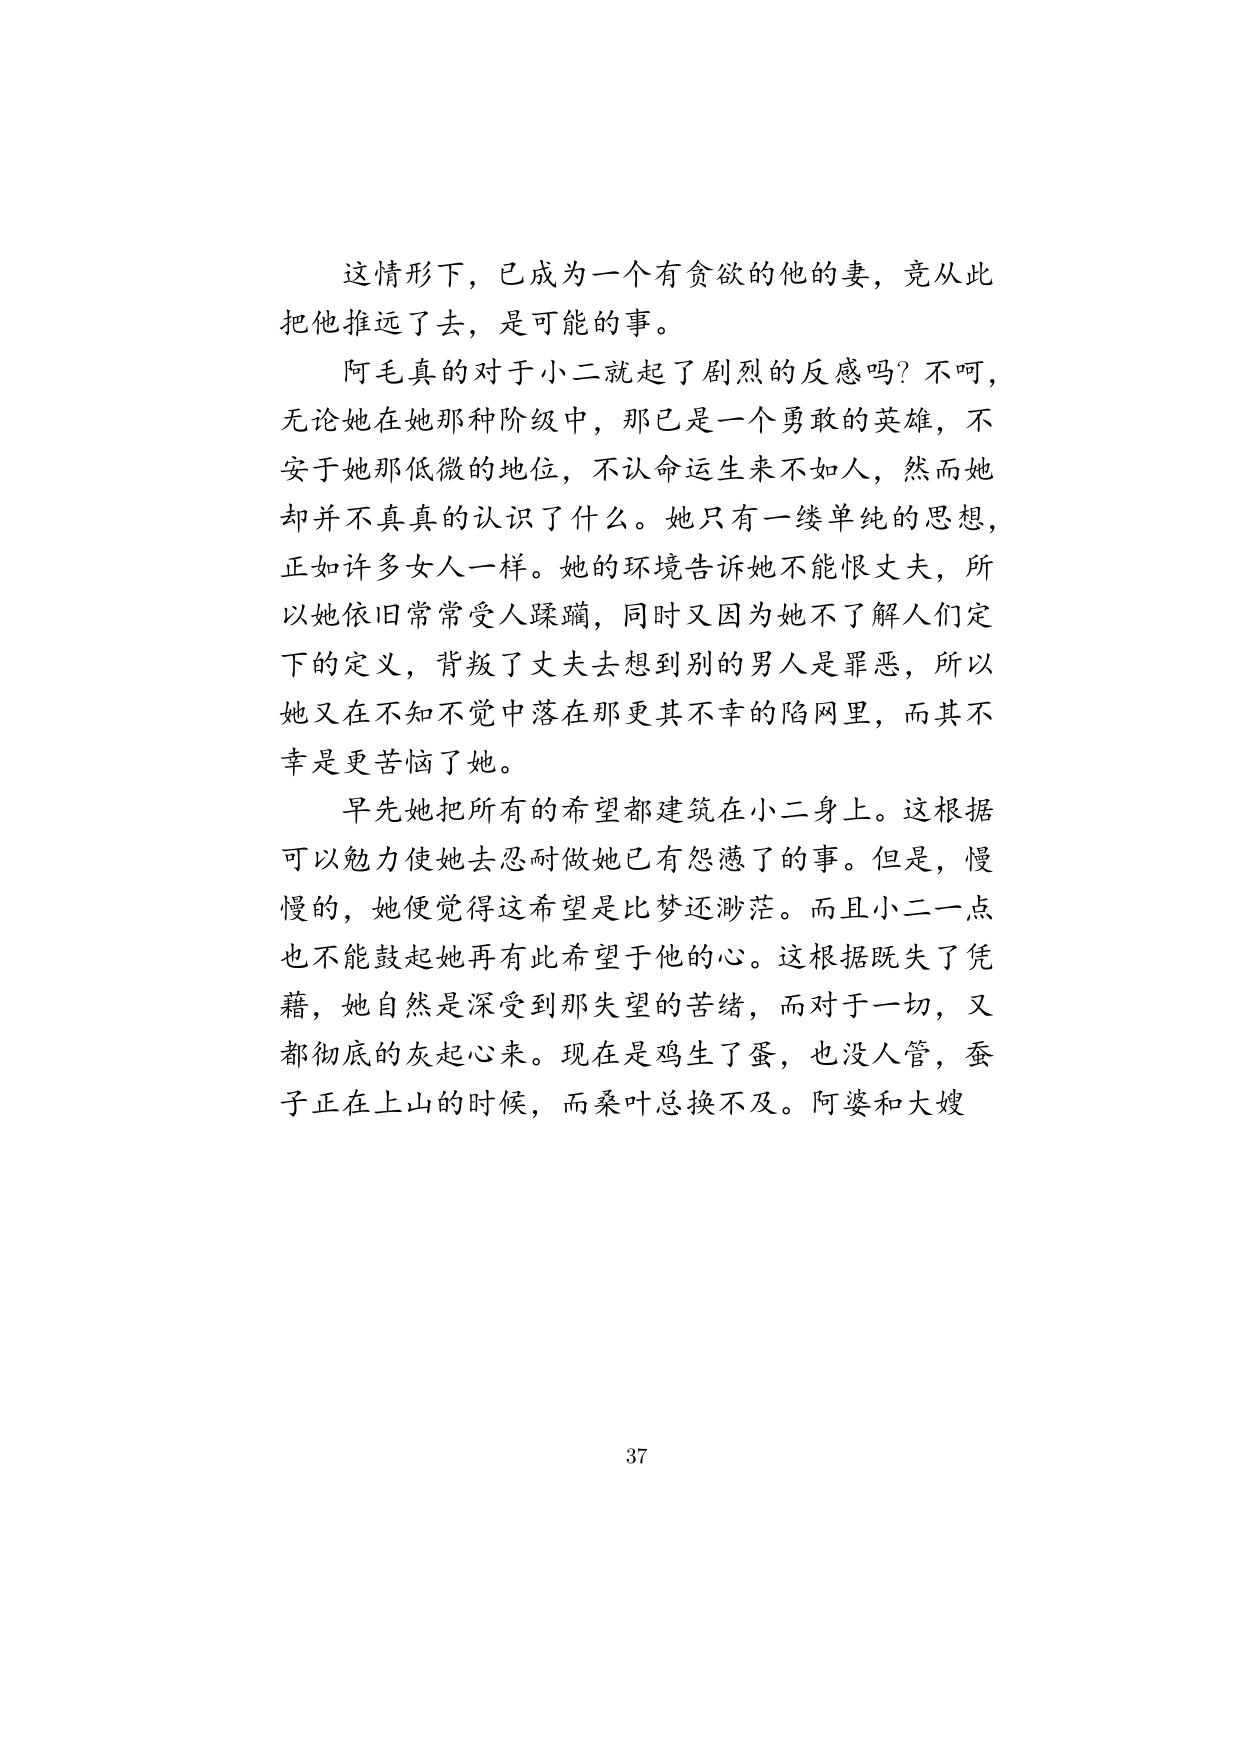 这情形下，已成为一个有贪欲的他的妻，竞从此
把他推远了去，是可能的事。
阿毛真的对于小二就起了剧烈的反感吗？不呵，
无论她在她那种阶级中，那已是一个勇敢的英雄，不
安于她那低微的地位，不认命运生来不如人，然而她
却并不真真的认识了什么。她只有一缕单纯的思想，
正如许多女人一样。她的环境告诉她不能恨丈夫，所
以她依旧常常受人蹂躏，同时又因为她不了解人们定
下的定义，背叛了丈夫去想到别的男人是罪恶，所以
她又在不知不觉中落在那更其不幸的陷网里，而其不
幸是更苦恼了她。
早先她把所有的希望都建筑在小二身上。这根据
可以勉力使她去忍耐做她已有怨懑了的事。但是，慢
慢的，她便觉得这希望是比梦还渺茫。而且小二一点
也不能鼓起她再有此希望于他的心。这根据既失了凭
藉，她自然是深受到那失望的苦绪，而对于一切，又
都彻底的灰起心来。现在是鸡生了蛋，也没人管，蚕
子正在上山的时候，而桑叶总换不及。阿婆和大嫂
37